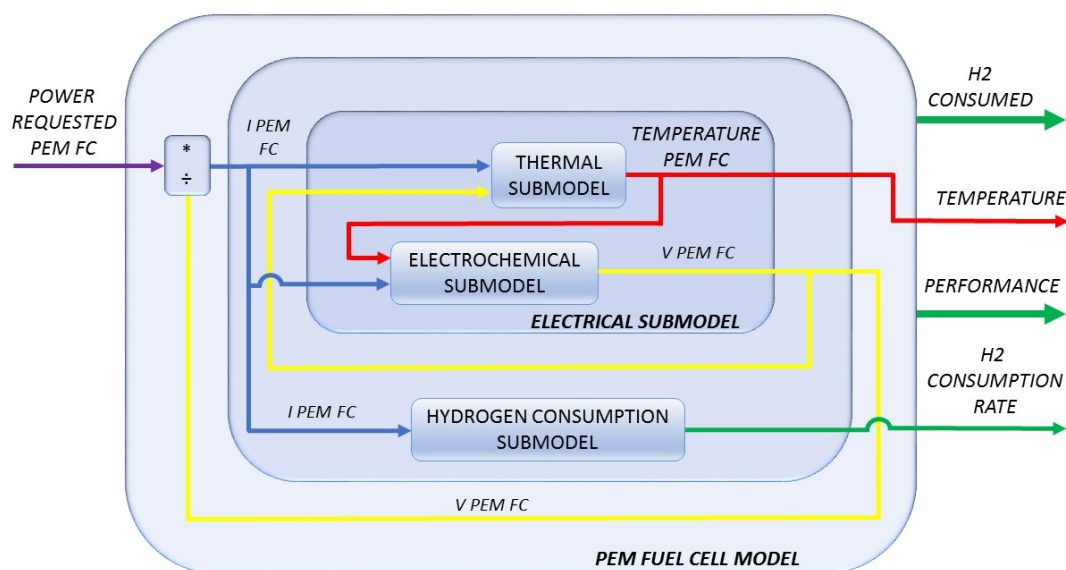 POWER
REQUESTED
PEM FC
*
÷
I PEM
FC
TEMPERATURE
PEM FC
THERMAL
SUBMODEL
ELECTROCHEMICAL
SUBMODEL
V PEM FC
ELECTRICAL SUBMODEL
I PEM FC
HYDROGEN CONSUMPTION
SUBMODEL
V PEM FC
PEM FUEL CELL MODEL
H2
CONSUMED
TEMPERATURE
PERFORMANCE
H2
CONSUMPTION
RATE